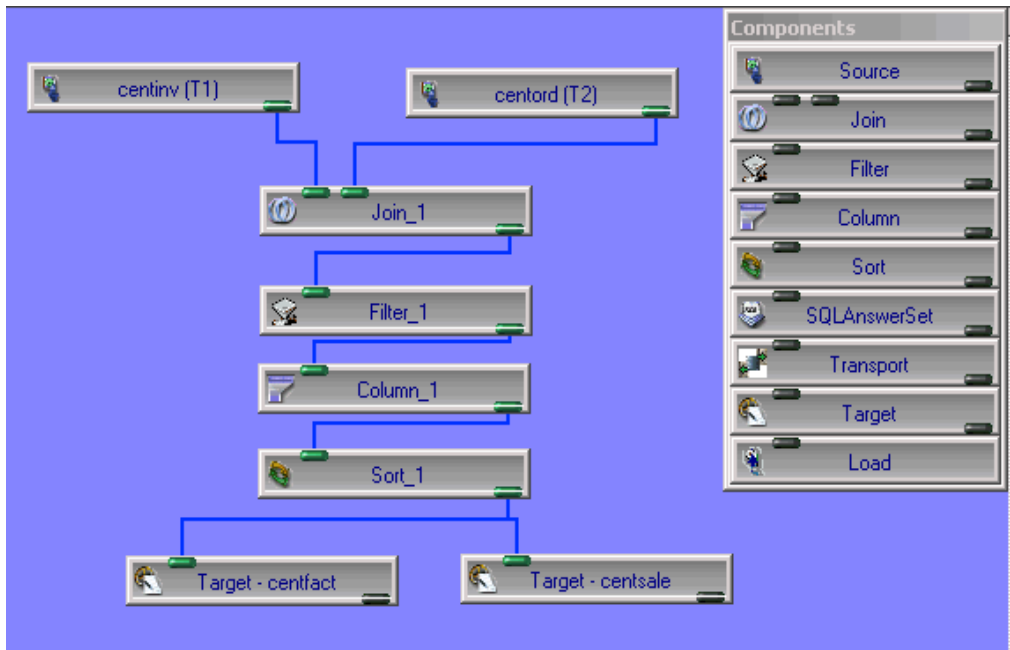 centinv (T1)
centord (T2)
Join_1
Filter_1
Column_1
Sort_1
Target - centfact
Target - centsale
Components
Source
Join
Filter
Column
Sort
SQLAnswerSet
Transport
Target
Load